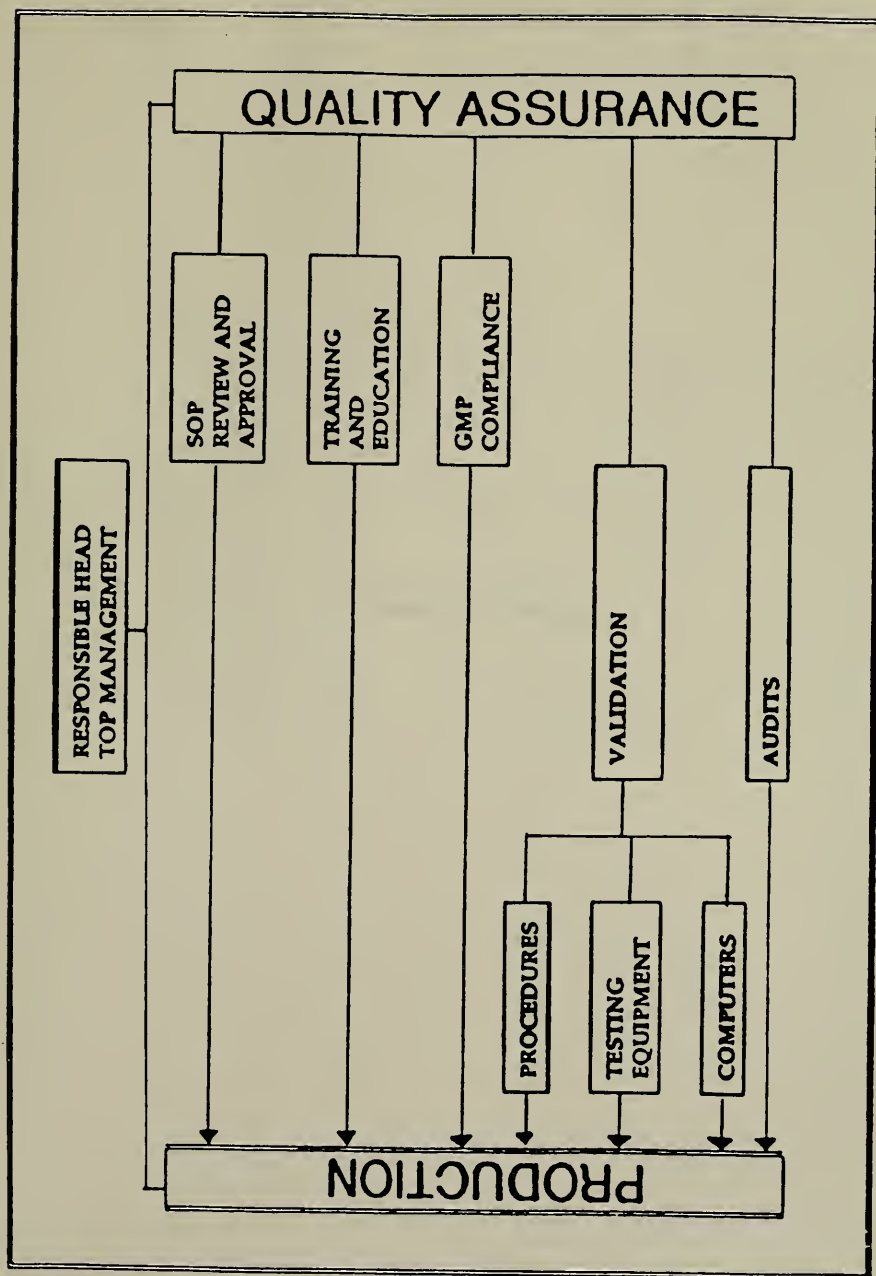 QUALITY ASSURANCE
RESPONSIBLE HEAD
TOP MANAGEMENT
SOP
REVIEW AND
APPROVAL
TRAINING
AND
EDUCATION
GMP
COMPLIANCE
VALIDATION
AUDITS
PROCEDURES
TESTING
EQUIPMENT
COMPUTERS
PRODUCTION